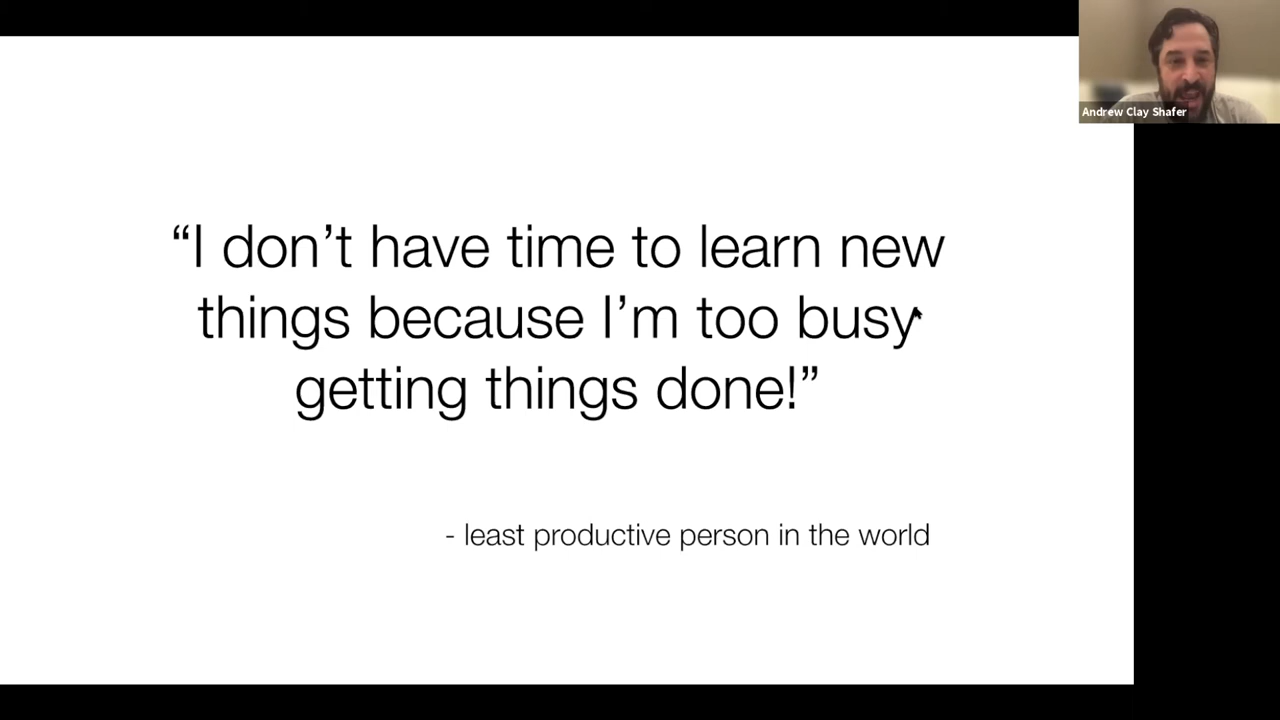 Andrew Clay Shafer
“I don’t have time to learn new
things because I’m too busy
getting things done!”
- least productive person in the world